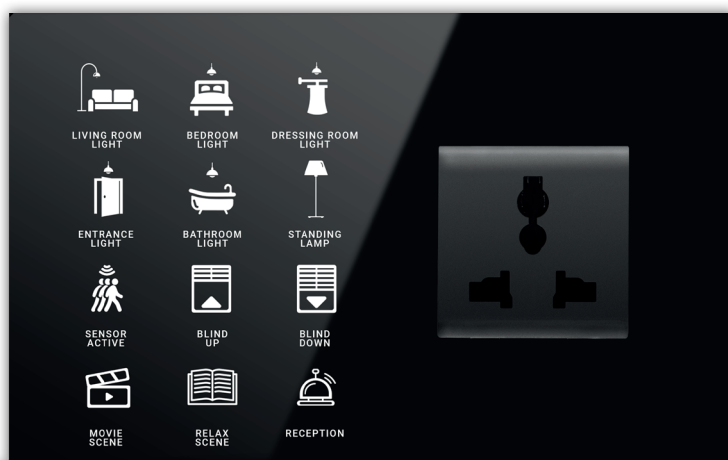 LIVING ROOM
LIGHT
BEDROOM
LIGHT
DRESSING ROOM
LIGHT
ENTRANCE
LIGHT
BATHROOM
LIGHT
STANDING
LAMP
SENSOR
ACTIVE
BLIND
UP
BLIND
DOWN
MOVIE
SCENE
RELAX
SCENE
RECEPTION